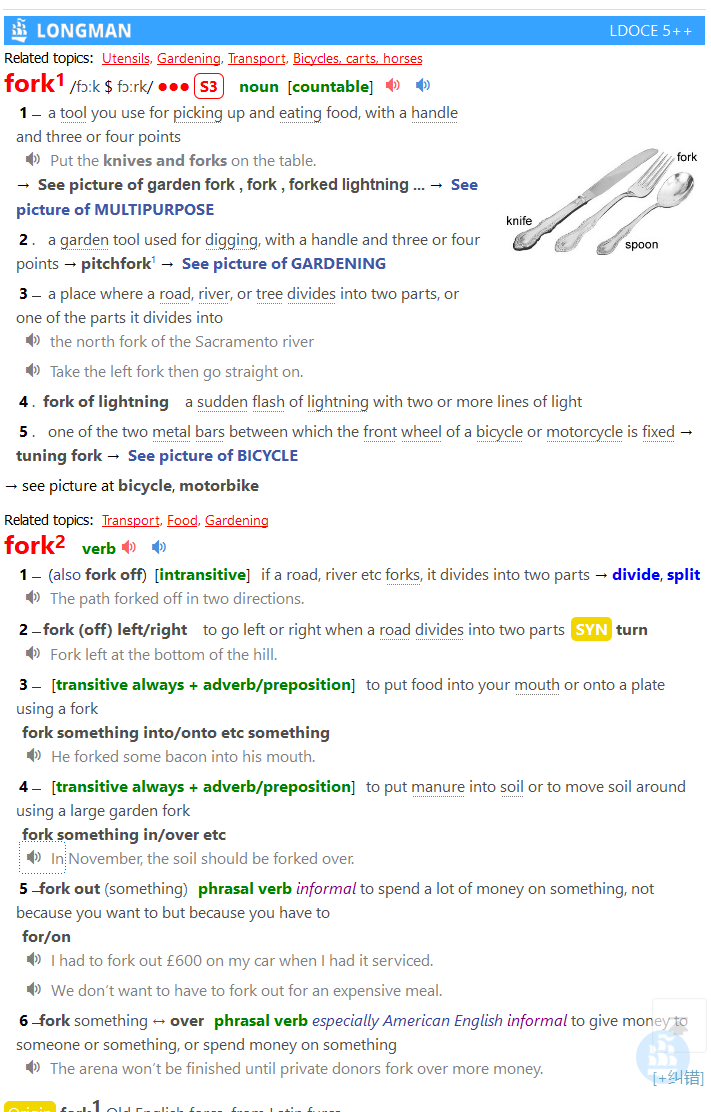 LONGMAN LDOCE 5++
Related topics: Utensils, Gardening, Transport, Bicycles, carts, horses
fork1 /fɔːk $ fɔːrk/ ●●● S3 noun [countable]
1 – a tool you use for picking up and eating food, with a handle
and three or four points
Put the knives and forks on the table.
→ See picture of garden fork , fork , forked lightning ... → See
picture of MULTIPURPOSE
fork
knife
spoon
2 . a garden tool used for digging, with a handle and three or four
points → pitchfork1 → See picture of GARDENING
3 – a place where a road, river, or tree divides into two parts, or
one of the parts it divides into
the north fork of the Sacramento river
Take the left fork then go straight on.
4 . fork of lightning a sudden flash of lightning with two or more lines of light
5 . one of the two metal bars between which the front wheel of a bicycle or motorcycle is fixed →
tuning fork → See picture of BICYCLE
→ see picture at bicycle, motorbike
Related topics: Transport, Food, Gardening
fork2 verb
1 – (also fork off) [intransitive] if a road, river etc forks, it divides into two parts → divide, split
The path forked off in two directions.
2 –fork (off) left/right to go left or right when a road divides into two parts SYN turn
Fork left at the bottom of the hill.
3 – [transitive always + adverb/preposition] to put food into your mouth or onto a plate
using a fork
fork something into/onto etc something
He forked some bacon into his mouth.
4 – [transitive always + adverb/preposition] to put manure into soil or to move soil around
using a large garden fork
fork something in/over etc
In November, the soil should be forked over.
5 –fork out (something) phrasal verb informal to spend a lot of money on something, not
because you want to but because you have to
for/on
I had to fork out £600 on my car when I had it serviced.
We don't want to have to fork out for an expensive meal.
6 –fork something ↔ over phrasal verb especially American English informal to give money to
someone or something, or spend money on something
The arena won't be finished until private donors fork over more money.
[+纠错]
Origin fork1 Old English forca, from Latin furca